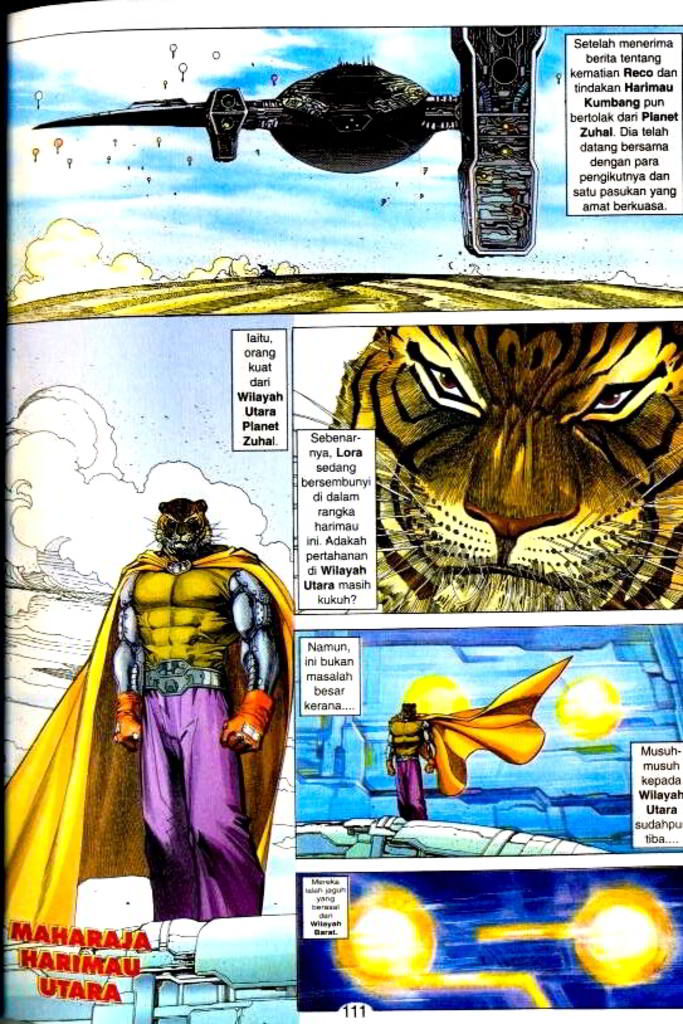 Setelah menerima
berita tentang
kematian Reco dan
tindakan Harimau
Kumbang pun
bertolak dari Planet
Zuhal. Dia telah
datang bersama
dengan para
pengikutnya dan
satu pasukan yang
amat berkuasa.
Iaitu,
orang
kuat
dari
Wilayah
Utara
Planet
Zuhal.
Sebenar-
nya, Lora
sedang
bersembunyi
di dalam
rangka
harimau
ini. Adakah
pertahanan
di Wilayah
Utara masih
kukuh?
Namun,
ini bukan
masalah
besar
kerana....
Musuh-
musuh
kepada
Wilayah
Utara
sudahpu
tiba....
Mereka
ialah jaguh
yang
berasal
dari
Wilayah
Barat.
MAHARAJA
HARIMAU
UTARA
111